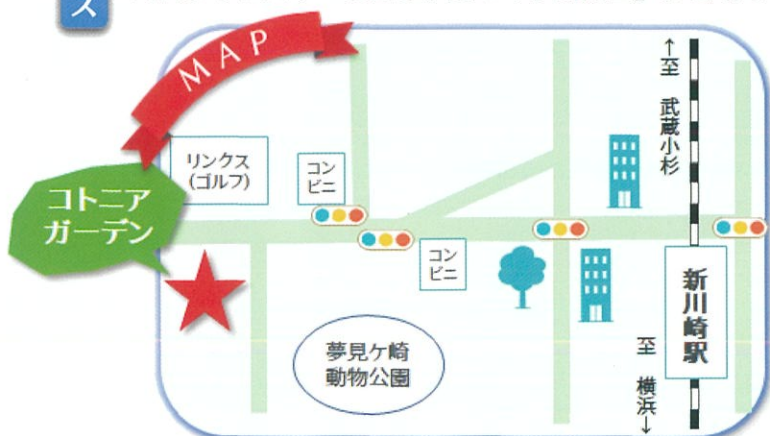 ス
MAP
コトニア
ガーデン
リンクス
(ゴルフ)
コン
ビニ
コン
ビニ
夢見ケ崎
動物公園
↑至 武蔵小杉
新川崎駅
至 横浜↓